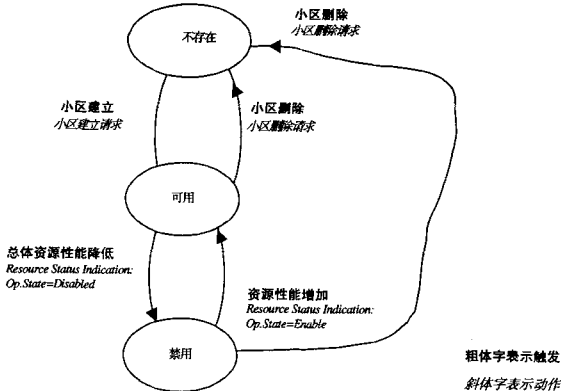 小区删除
小区删除请求
不存在
小区建立
小区建立请求
小区删除
小区删除请求
可用
总体资源性能降低
Resource Status Indication:
Op.State=Disabled
资源性能增加
Resource Status Indication:
Op.State=Enable
禁用
粗体字表示触发
斜体字表示动作